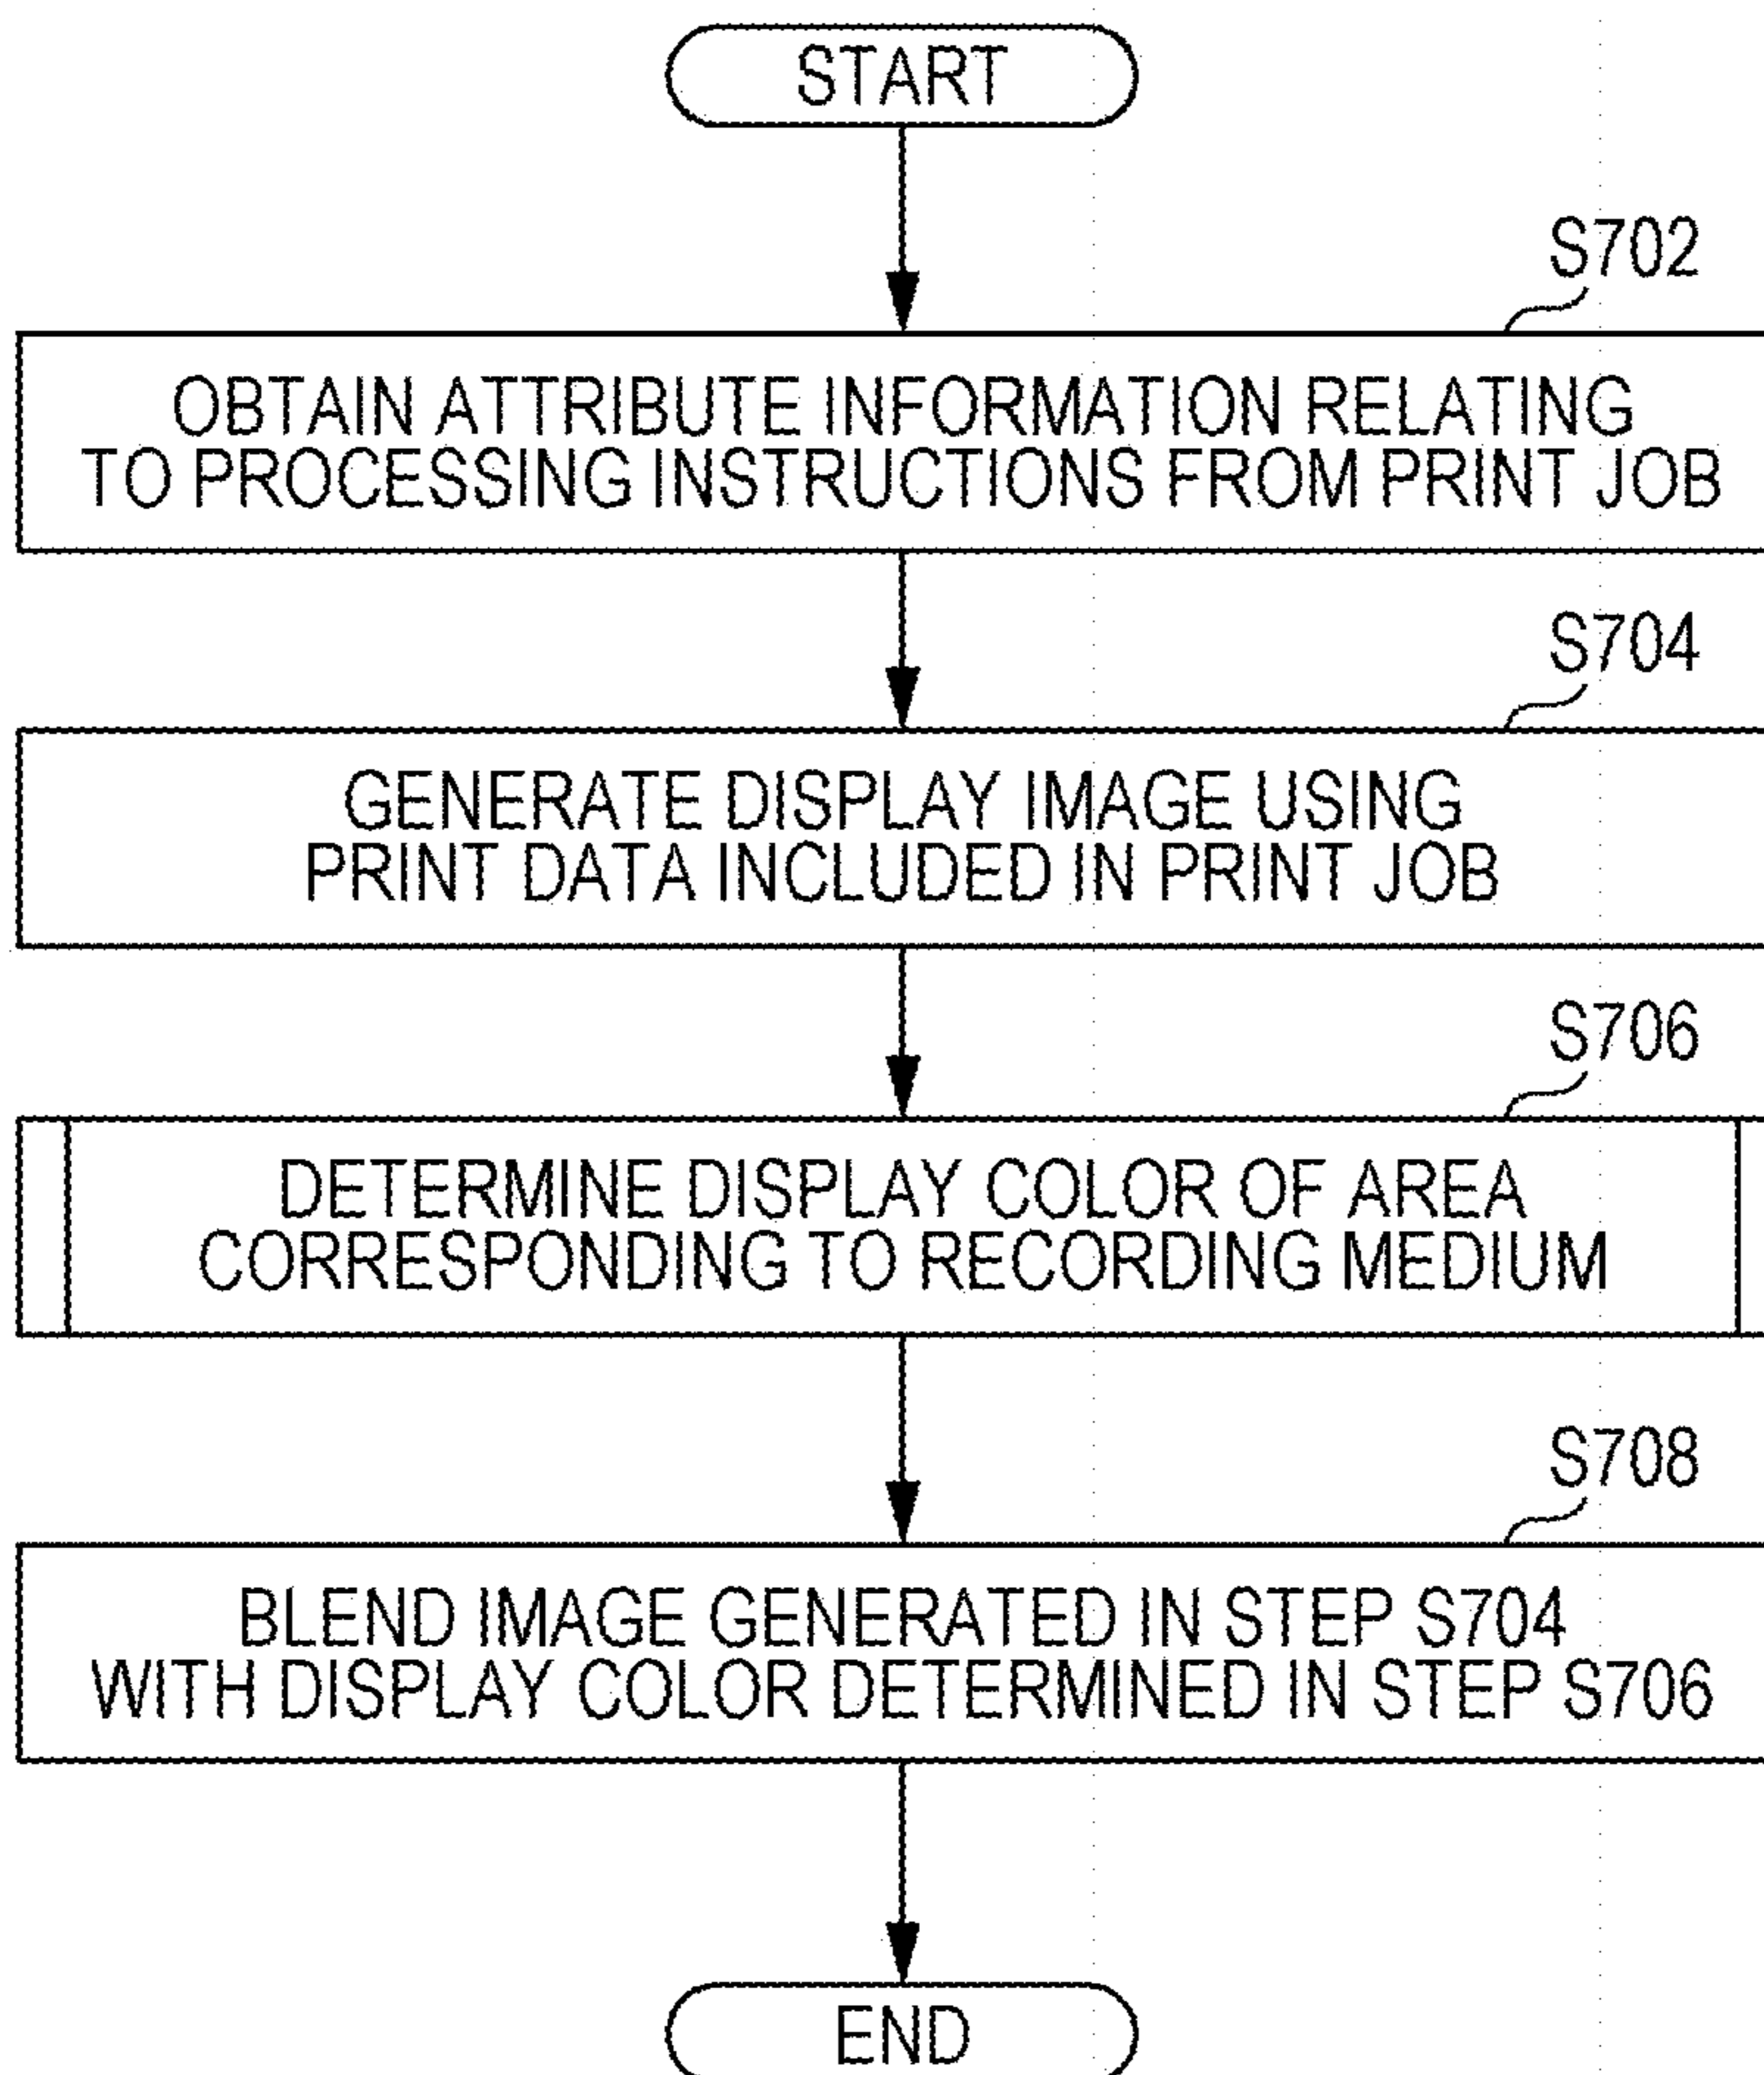 START
S702
OBTAIN ATTRIBUTE INFORMATION RELATING
TO PROCESSING INSTRUCTIONS FROM PRINT JOB
S704
GENERATE DISPLAY IMAGE USING
PRINT DATA INCLUDED IN PRINT JOB
S706
DETERMINE DISPLAY COLOR OF AREA
CORRESPONDING TO RECORDING MEDIUM
S708
BLEND IMAGE GENERATED IN STEP S704
WITH DISPLAY COLOR DETERMINED IN STEP S706
END